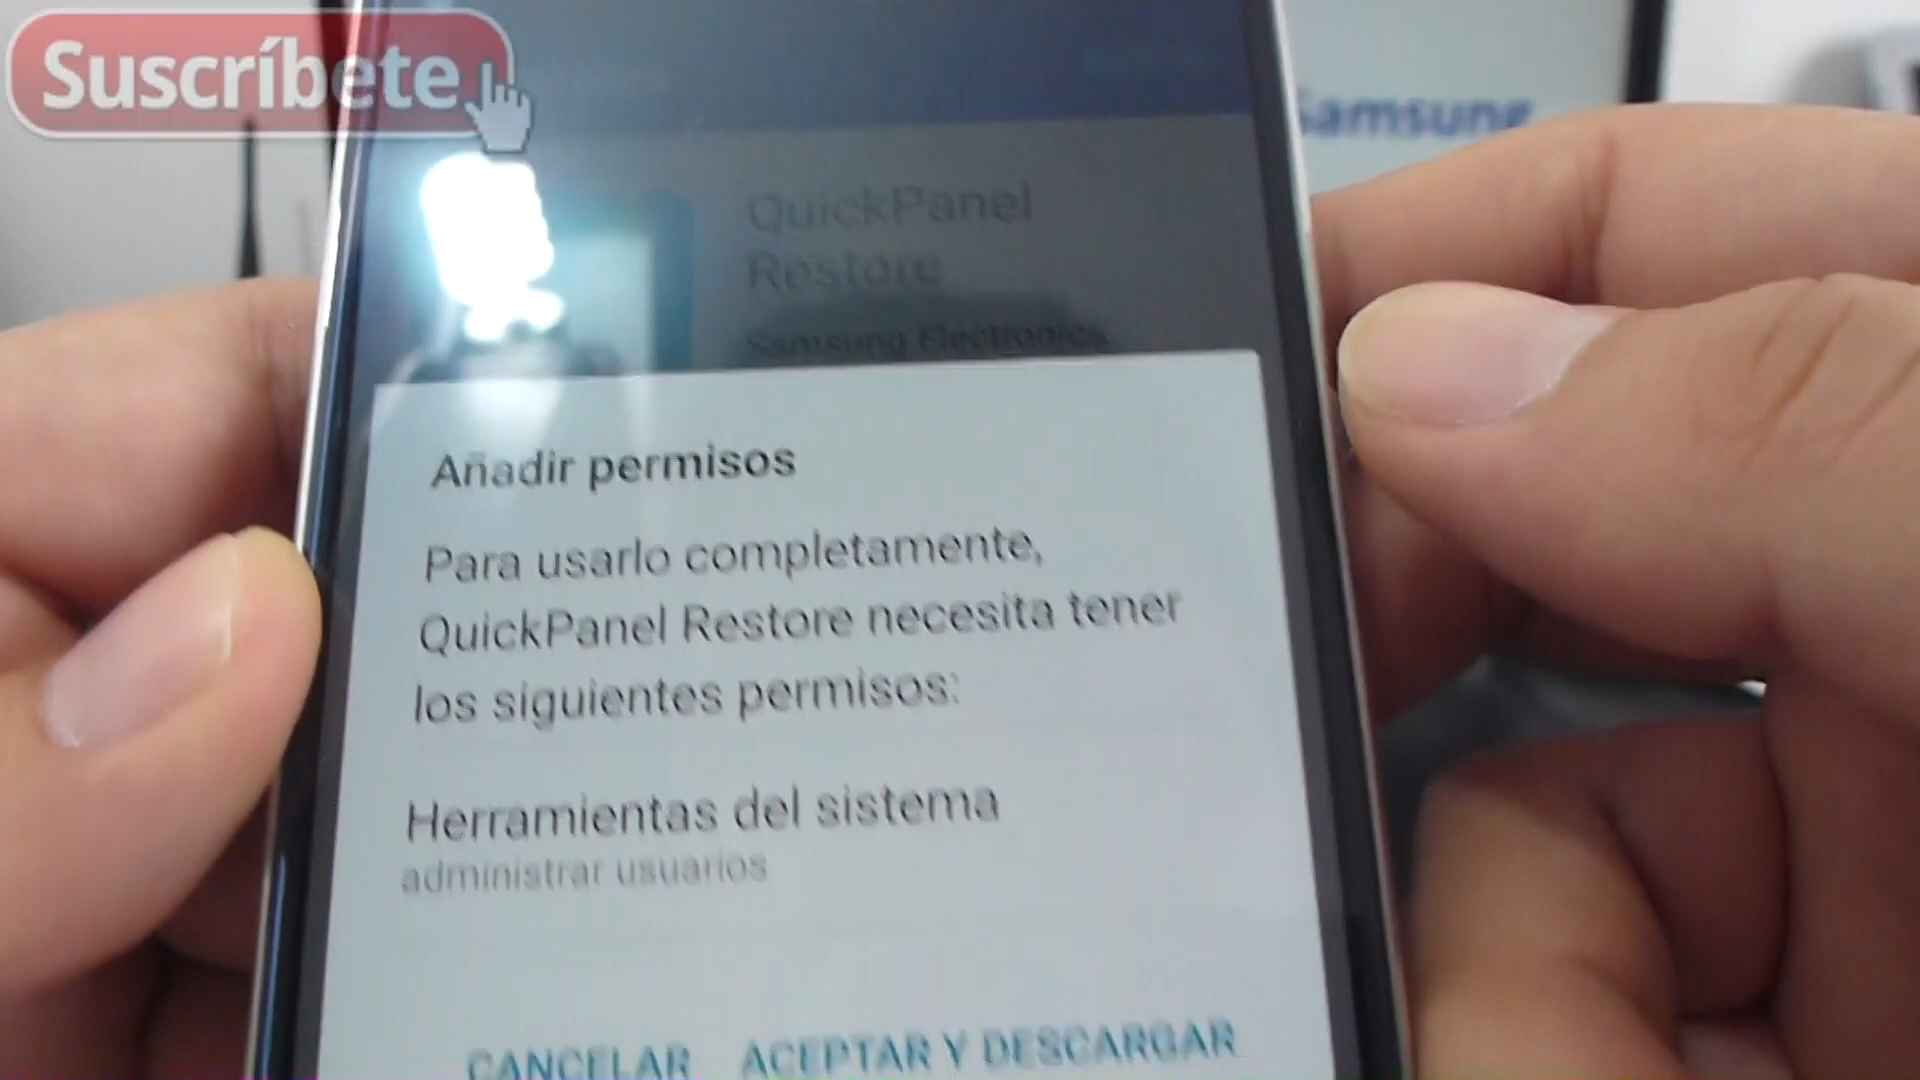 Suscríbete
Samsung
QuickPanel
Restore
Samsung Electronics
Añadir permisos
Para usarlo completamente,
QuickPanel Restore necesita tener
los siguientes permisos:
Herramientas del sistema
administrar usuarios
CANCELAR ACEPTAR Y DESCARGAR